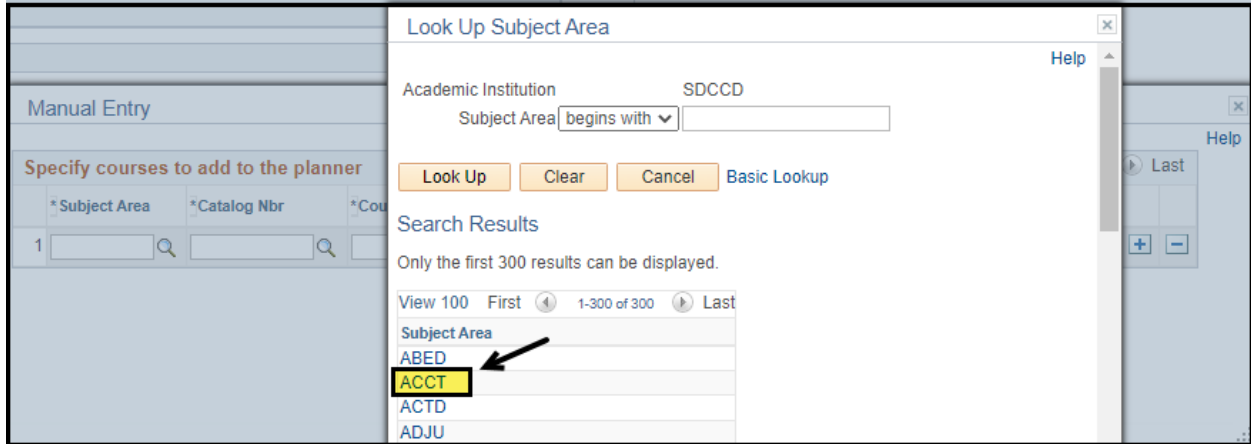 Look Up Subject Area
Help
Academic Institution SDCCD
Subject Area begins with
Look Up Clear Cancel Basic Lookup
Search Results
Only the first 300 results can be displayed.
View 100 First 1-300 of 300 Last
Subject Area
ABED
ACCT
ACTD
ADJU
Manual Entry
Help
Specify courses to add to the planner
Last
*Subject Area *Catalog Nbr *Cou
1